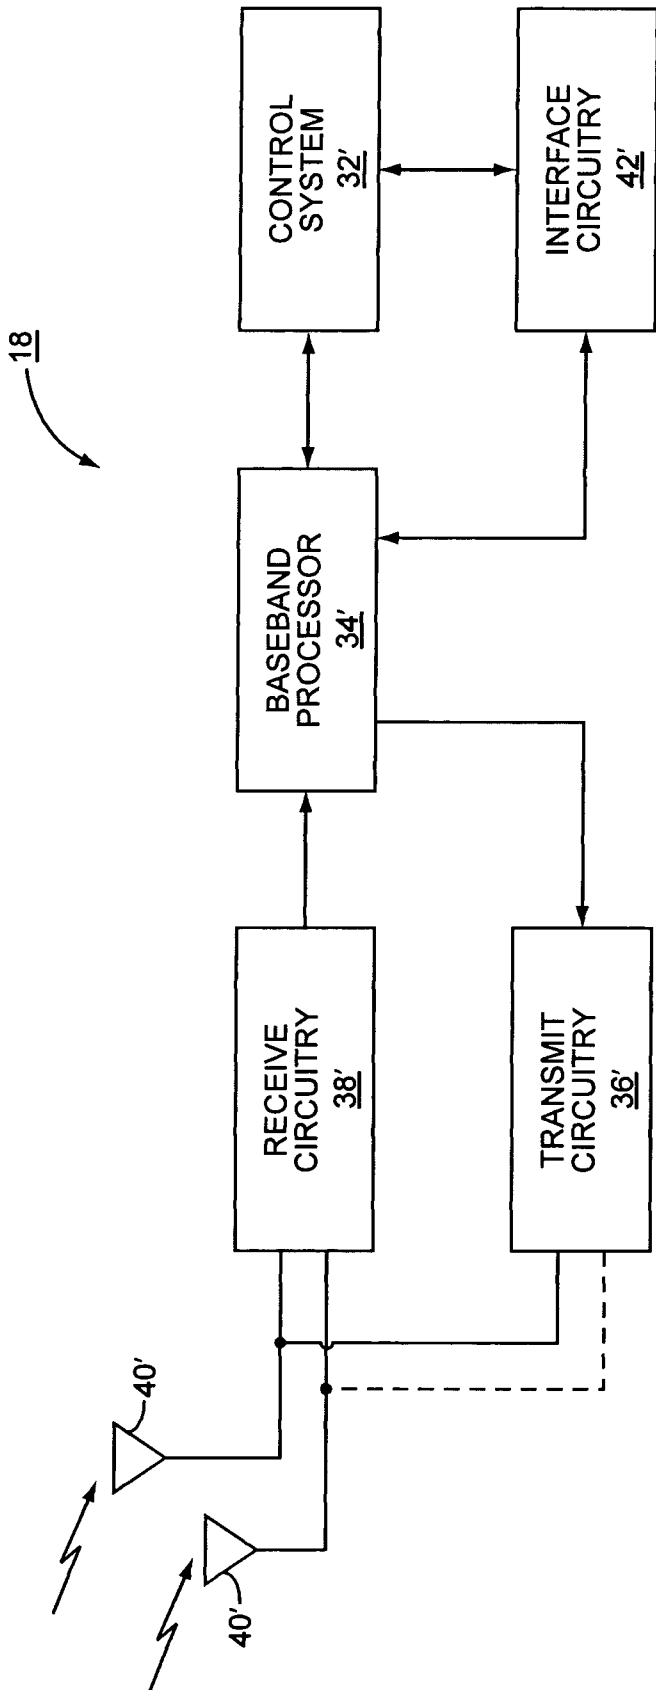 18
40'
40'
RECEIVE
CIRCUITRY
38'
BASEBAND
PROCESSOR
34'
CONTROL
SYSTEM
32'
TRANSMIT
CIRCUITRY
36'
INTERFACE
CIRCUITRY
42'